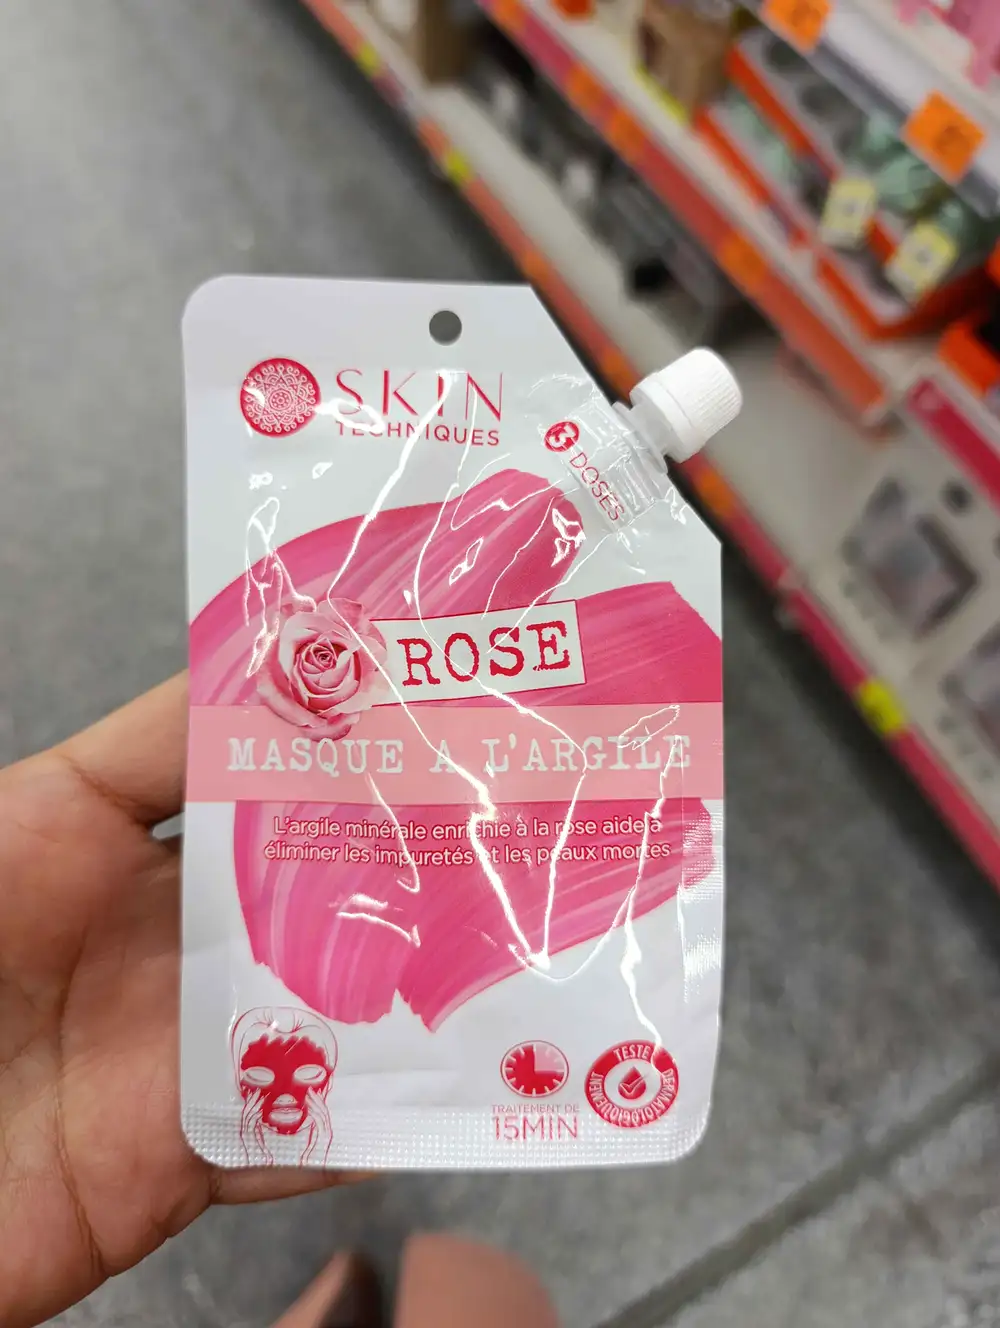 SKIN
TECHNIQUES
3 DOSES
ROSE
MASQUE A L'ARGILE
L'argile minérale enrichie à la rose aide à
éliminer les impuretés et les peaux mortes
TRAITEMENT DE
15MIN
TESTE
DERMATOLOGIQUEMENT